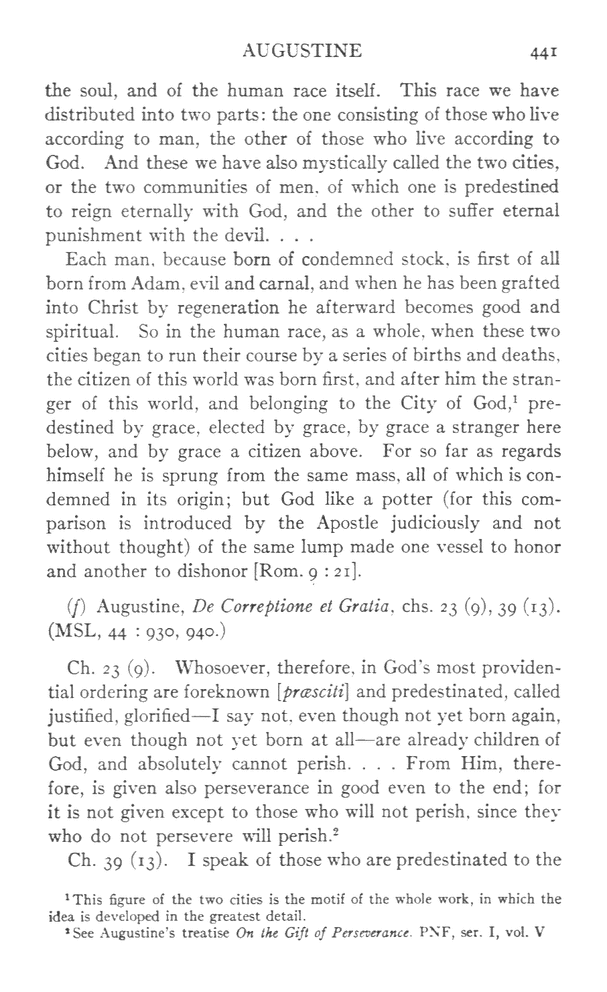 AUGUSTINE 441
the soul, and of the human race itself. This race we have
distributed into two parts: the one consisting of those who live
according to man, the other of those who live according to
God. And these we have also mystically called the two cities,
or the two communities of men, of which one is predestined
to reign eternally with God, and the other to suffer eternal
punishment with the devil. . . .
Each man, because born of condemned stock, is first of all
born from Adam, evil and carnal, and when he has been grafted
into Christ by regeneration he afterward becomes good and
spiritual. So in the human race, as a whole, when these two
cities began to run their course by a series of births and deaths,
the citizen of this world was born first, and after him the stran-
ger of this world, and belonging to the City of God,¹ pre-
destined by grace, elected by grace, by grace a stranger here
below, and by grace a citizen above. For so far as regards
himself he is sprung from the same mass, all of which is con-
demned in its origin; but God like a potter (for this com-
parison is introduced by the Apostle judiciously and not
without thought) of the same lump made one vessel to honor
and another to dishonor [Rom. 9 : 21].
(f) Augustine, De Correptione et Gratia, chs. 23 (9), 39 (13).
(MSL, 44 : 930, 940.)
Ch. 23 (9). Whosoever, therefore, in God's most providen-
tial ordering are foreknown [præsciti] and predestinated, called
justified, glorified—I say not, even though not yet born again,
but even though not yet born at all—are already children of
God, and absolutely cannot perish. . . . From Him, there-
fore, is given also perseverance in good even to the end; for
it is not given except to those who will not perish, since they
who do not persevere will perish.²
Ch. 39 (13). I speak of those who are predestinated to the
¹ This figure of the two cities is the motif of the whole work, in which the
idea is developed in the greatest detail.
² See Augustine's treatise On the Gift of Perseverance. PNF, ser. I, vol. V